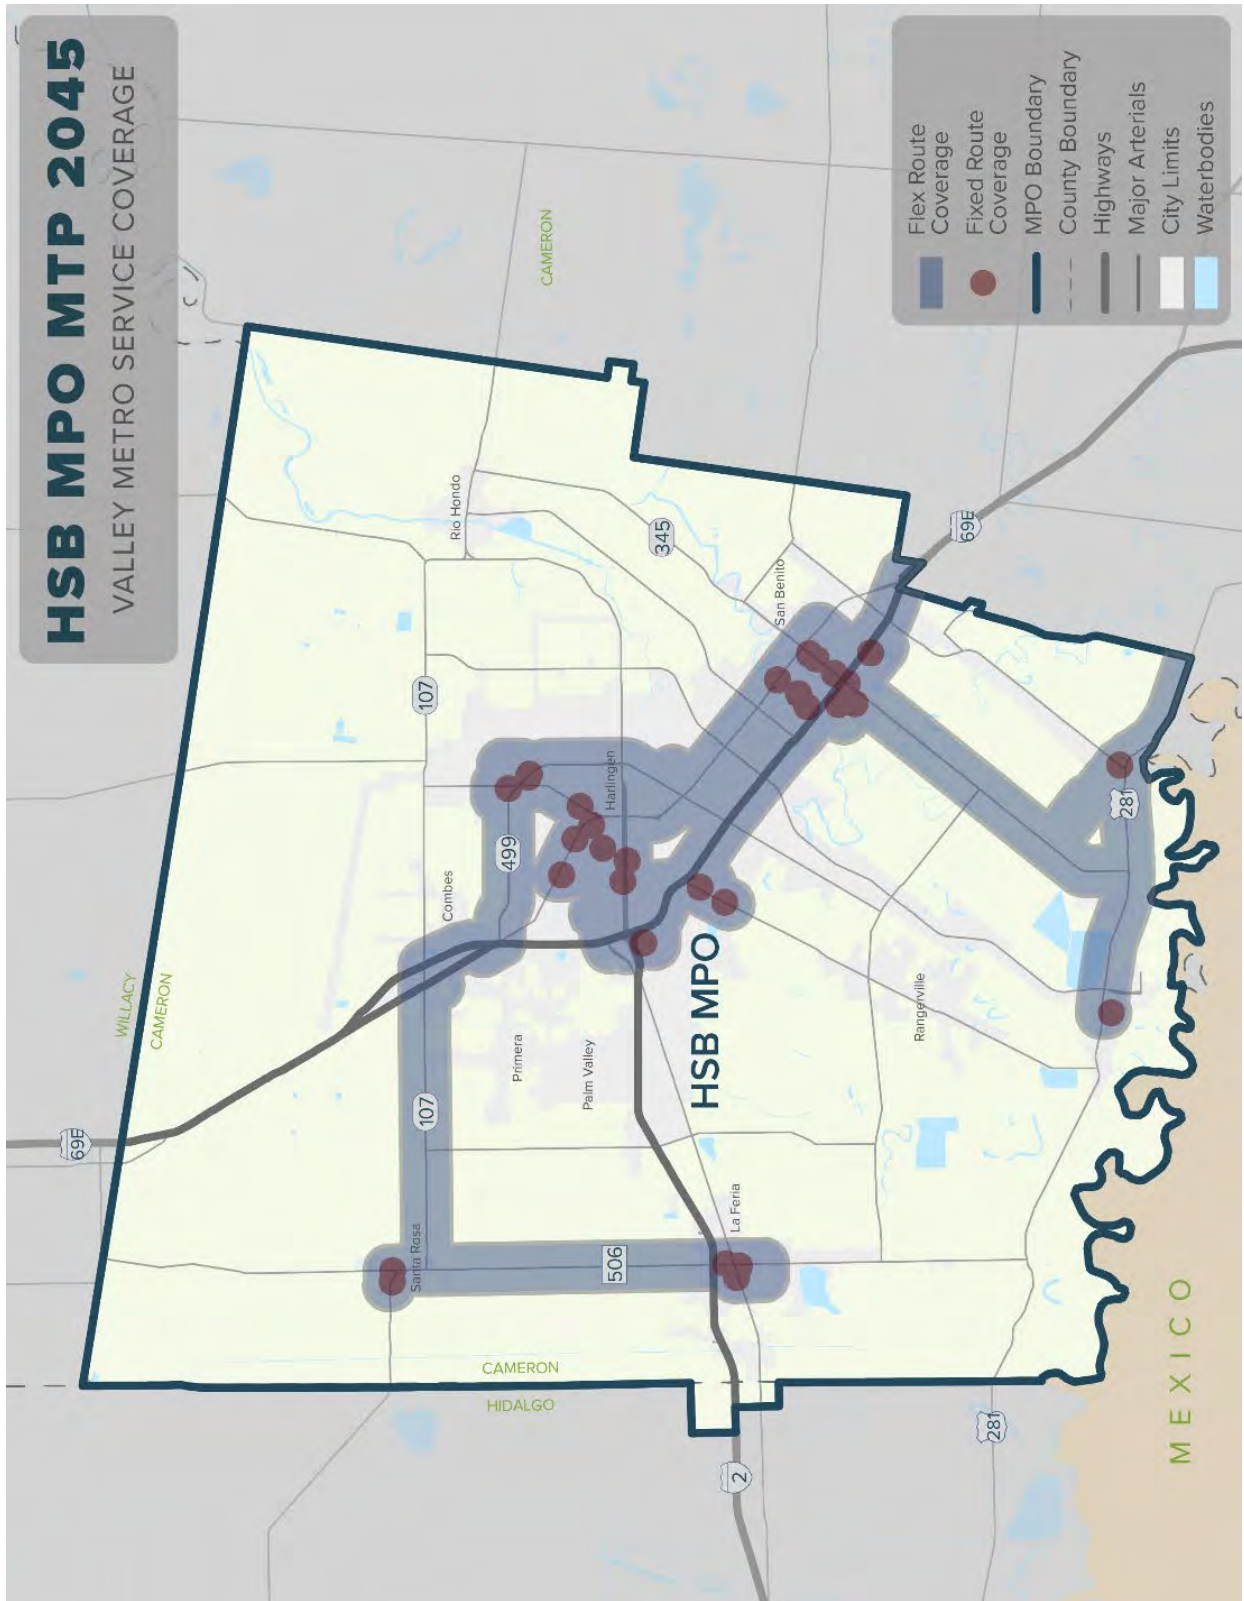 HSB MPO MTP 2045
VALLEY METRO SERVICE COVERAGE
Flex Route
Coverage
Fixed Route
Coverage
MPO Boundary
County Boundary
Highways
Major Arterials
City Limits
Waterbodies
WILLACY
CAMERON
CAMERON
CAMERON
HIDALGO
69E
107
107
499
345
506
69E
281
281
2
Rio Hondo
San Benito
Harlingen
Combes
Primera
Palm Valley
HSB MPO
Rangerville
Santa Rosa
La Feria
MEXICO